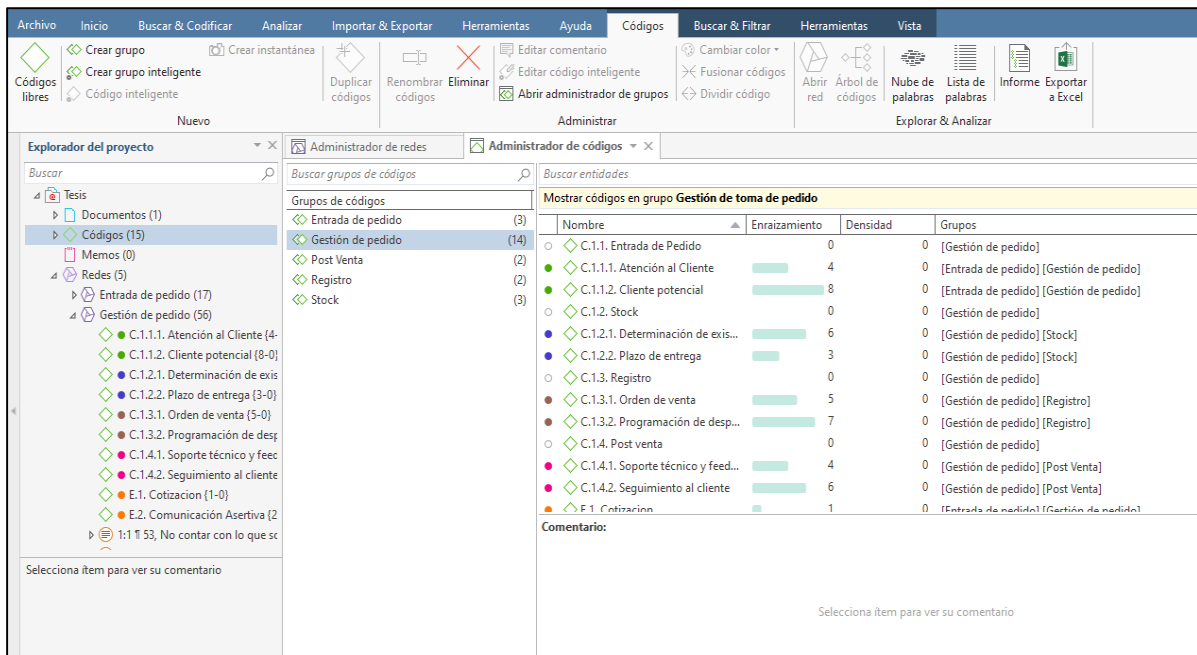 Archivo Inicio Buscar & Codificar Analizar Importar & Exportar Herramientas Ayuda Códigos Buscar & Filtrar Herramientas Vista
Códigos libres
Crear grupo
Crear grupo inteligente
Código inteligente
Crear instantánea
Nuevo
Duplicar códigos
Renombrar códigos
Eliminar
Editar comentario
Editar código inteligente
Abrir administrador de grupos
Cambiar color
Fusionar códigos
Dividir código
Administrar
Abrir red
Árbol de códigos
Nube de palabras
Lista de palabras
Informe
Exportar a Excel
Explorar & Analizar
Explorador del proyecto
Buscar
Tesis
Documentos (1)
Códigos (15)
Memos (0)
Redes (5)
Entrada de pedido (17)
Gestión de pedido (56)
C.1.1.1. Atención al Cliente {4-
C.1.1.2. Cliente potencial {8-0}
C.1.2.1. Determinación de exis
C.1.2.2. Plazo de entrega {3-0}
C.1.3.1. Orden de venta {5-0}
C.1.3.2. Programación de desp
C.1.4.1. Soporte técnico y feed
C.1.4.2. Seguimiento al cliente
E.1. Cotizacion {1-0}
E.2. Comunicación Asertiva {2
1:1 ¶ 53, No contar con lo que so
Selecciona ítem para ver su comentario
Administrador de redes
Administrador de códigos
Buscar grupos de códigos
Grupos de códigos
Entrada de pedido (3)
Gestión de pedido (14)
Post Venta (2)
Registro (2)
Stock (3)
Buscar entidades
Mostrar códigos en grupo Gestión de toma de pedido
Nombre Enraizamiento Densidad Grupos
C.1.1. Entrada de Pedido 0 0 [Gestión de pedido]
C.1.1.1. Atención al Cliente 4 0 [Entrada de pedido] [Gestión de pedido]
C.1.1.2. Cliente potencial 8 0 [Entrada de pedido] [Gestión de pedido]
C.1.2. Stock 0 0 [Gestión de pedido]
C.1.2.1. Determinación de exis... 6 0 [Gestión de pedido] [Stock]
C.1.2.2. Plazo de entrega 3 0 [Gestión de pedido] [Stock]
C.1.3. Registro 0 0 [Gestión de pedido]
C.1.3.1. Orden de venta 5 0 [Gestión de pedido] [Registro]
C.1.3.2. Programación de desp... 7 0 [Gestión de pedido] [Registro]
C.1.4. Post venta 0 0 [Gestión de pedido]
C.1.4.1. Soporte técnico y feed... 4 0 [Gestión de pedido] [Post Venta]
C.1.4.2. Seguimiento al cliente 6 0 [Gestión de pedido] [Post Venta]
E.1. Cotizacion 1 0 [Entrada de pedido] [Gestión de pedido]
Comentario:
Selecciona ítem para ver su comentario